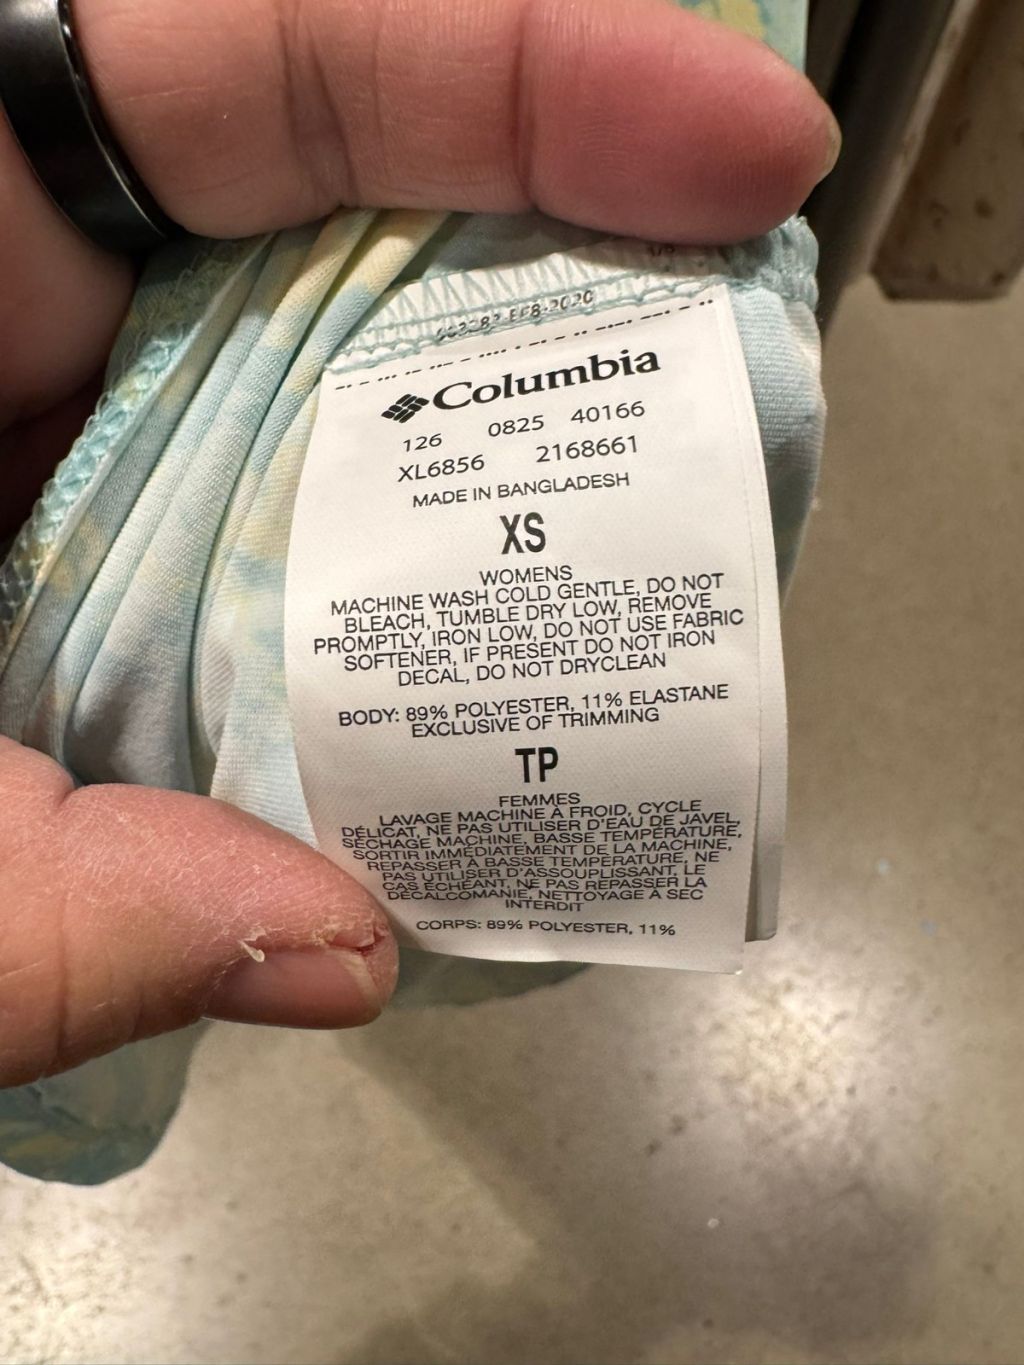 Columbia
126 0825 40166
XL6856 2168661
MADE IN BANGLADESH
XS
WOMENS
MACHINE WASH COLD GENTLE, DO NOT
BLEACH, TUMBLE DRY LOW, REMOVE
PROMPTLY, IRON LOW, DO NOT USE FABRIC
SOFTENER, IF PRESENT DO NOT IRON
DECAL, DO NOT DRYCLEAN
BODY: 89% POLYESTER, 11% ELASTANE
EXCLUSIVE OF TRIMMING
TP
FEMMES
LAVAGE MACHINE À FROID, CYCLE
DÉLICAT, NE PAS UTILISER D'EAU DE JAVEL,
SÉCHAGE MACHINE, BASSE TEMPÉRATURE,
SORTIR IMMÉDIATEMENT DE LA MACHINE,
REPASSER À BASSE TEMPÉRATURE, NE
PAS UTILISER D'ASSOUPLISSANT, LE
CAS ÉCHÉANT, NE PAS REPASSER LA
DÉCALCOMANIE, NETTOYAGE À SEC
INTERDIT
CORPS: 89% POLYESTER, 11%